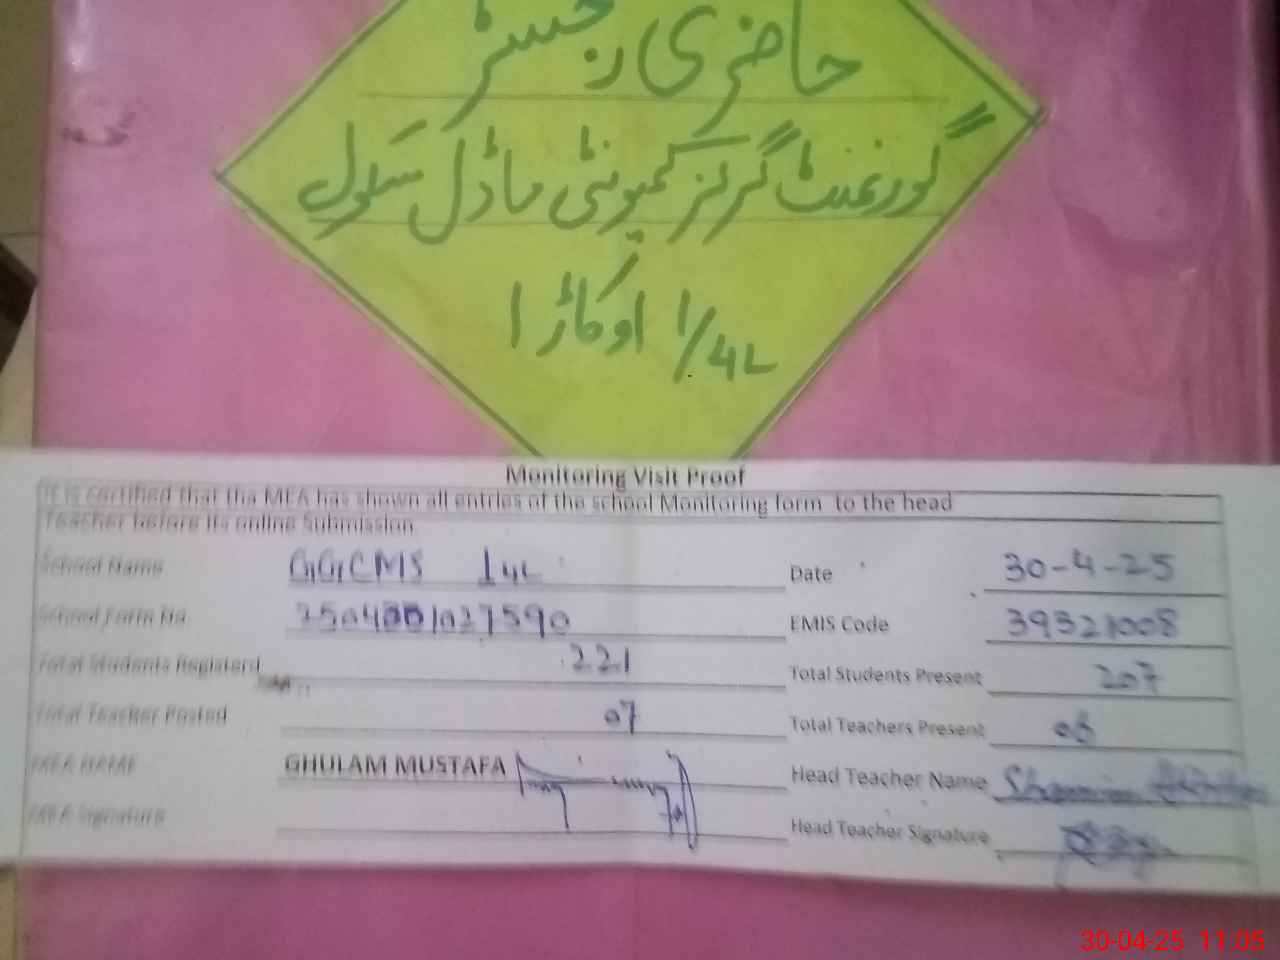 حاضری رجسٹر
گورنمنٹ گرلز کمیونٹی ماڈل سکول
1/4L اوکاڑا
Monitoring Visit Proof
It is certified that the MEA has shown all entries of the school Monitoring form to the head
Teacher before its online Submission
School Name GGCMS 1/4L Date 30-4-25
School Form No EMIS Code 39321008
Total Students Registerd 221 Total Students Present 207
Total Teacher Posted 07 Total Teachers Present 06
MEA NAME GHULAM MUSTAFA Head Teacher Name Shamim Akhtar
MEA Signature Head Teacher Signature
30-04-25 11:05